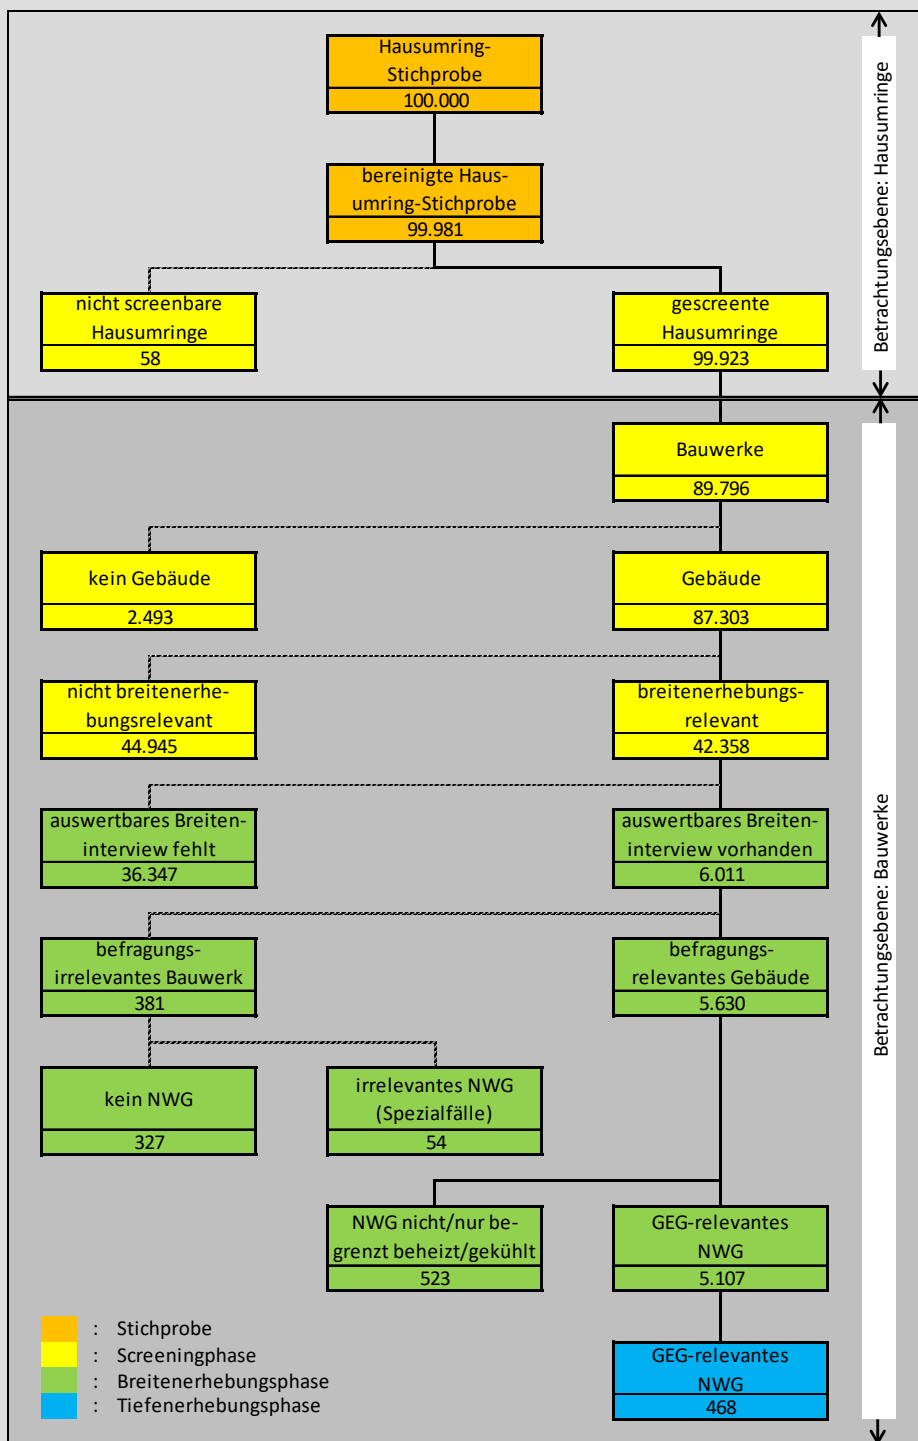 Hausumring-
Stichprobe
100.000
bereinigte Haus-
umring-Stichprobe
99.981
nicht screenbare
Hausumringe
58
gescreente
Hausumringe
99.923
Betrachtungsebene: Hausumringe
Bauwerke
89.796
kein Gebäude
2.493
Gebäude
87.303
nicht breitenerhe-
bungsrelevant
44.945
breitenerhebungs-
relevant
42.358
auswertbares Breiten-
interview fehlt
36.347
auswertbares Breiten-
interview vorhanden
6.011
befragungs-
irrelevantes Bauwerk
381
befragungs-
relevantes Gebäude
5.630
kein NWG
327
irrelevantes NWG
(Spezialfälle)
54
NWG nicht/nur be-
grenzt beheizt/gekühlt
523
GEG-relevantes
NWG
5.107
GEG-relevantes
NWG
468
Betrachtungsebene: Bauwerke
: Stichprobe
: Screeningphase
: Breitenerhebungsphase
: Tiefenerhebungsphase